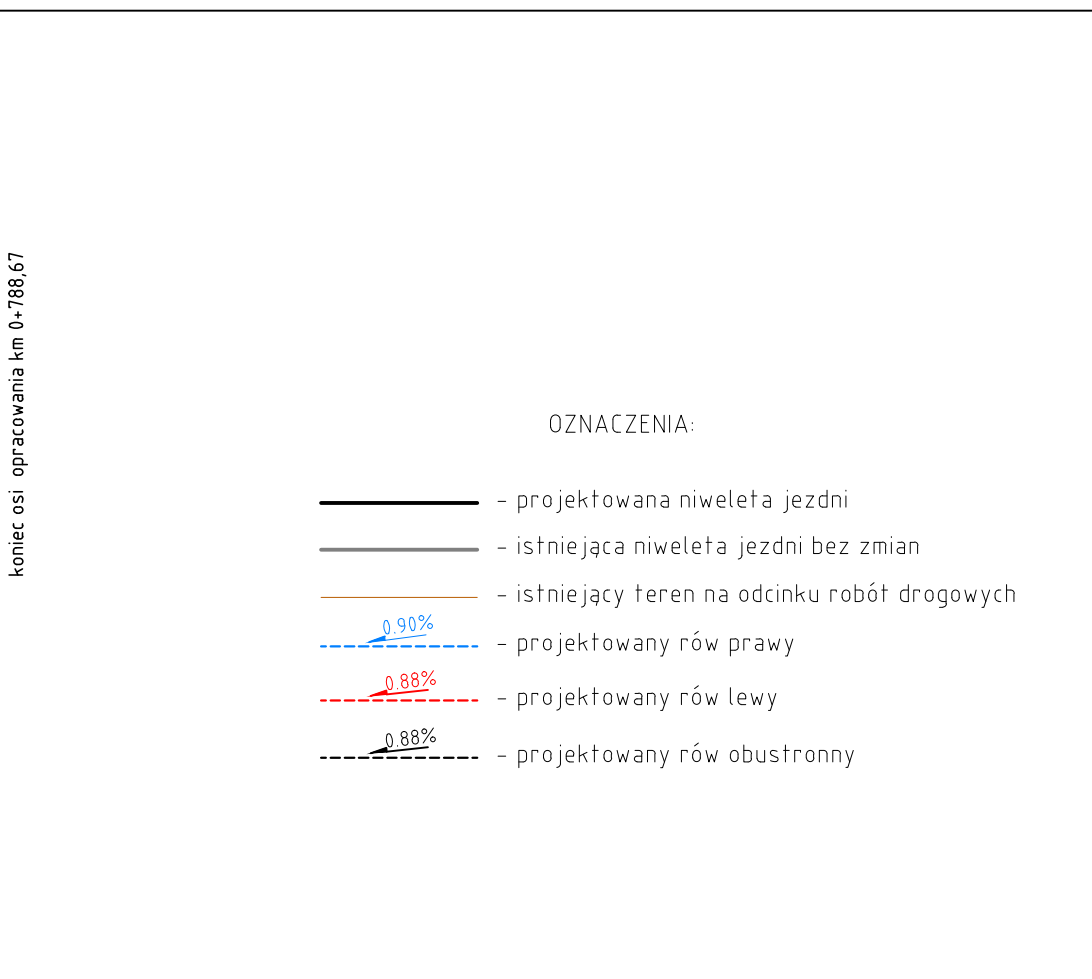 koniec osi opracowania km 0+788,67
OZNACZENIA:
- projektowana niweleta jezdni
- istniejąca niweleta jezdni bez zmian
- istniejący teren na odcinku robót drogowych
0.90%
- projektowany rów prawy
0.88%
- projektowany rów lewy
0.88%
- projektowany rów obustronny